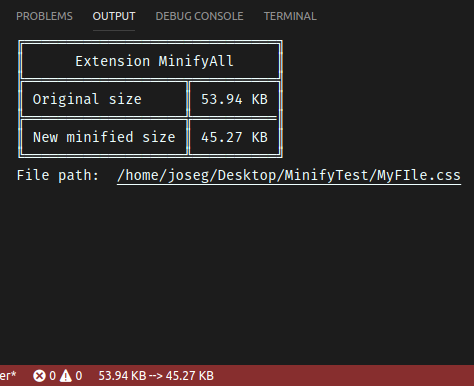 PROBLEMS OUTPUT DEBUG CONSOLE TERMINAL
Extension MinifyAll
Original size 53.94 KB
New minified size 45.27 KB
File path: /home/joseg/Desktop/MinifyTest/MyFIle.css
er* 0 0 53.94 KB --> 45.27 KB